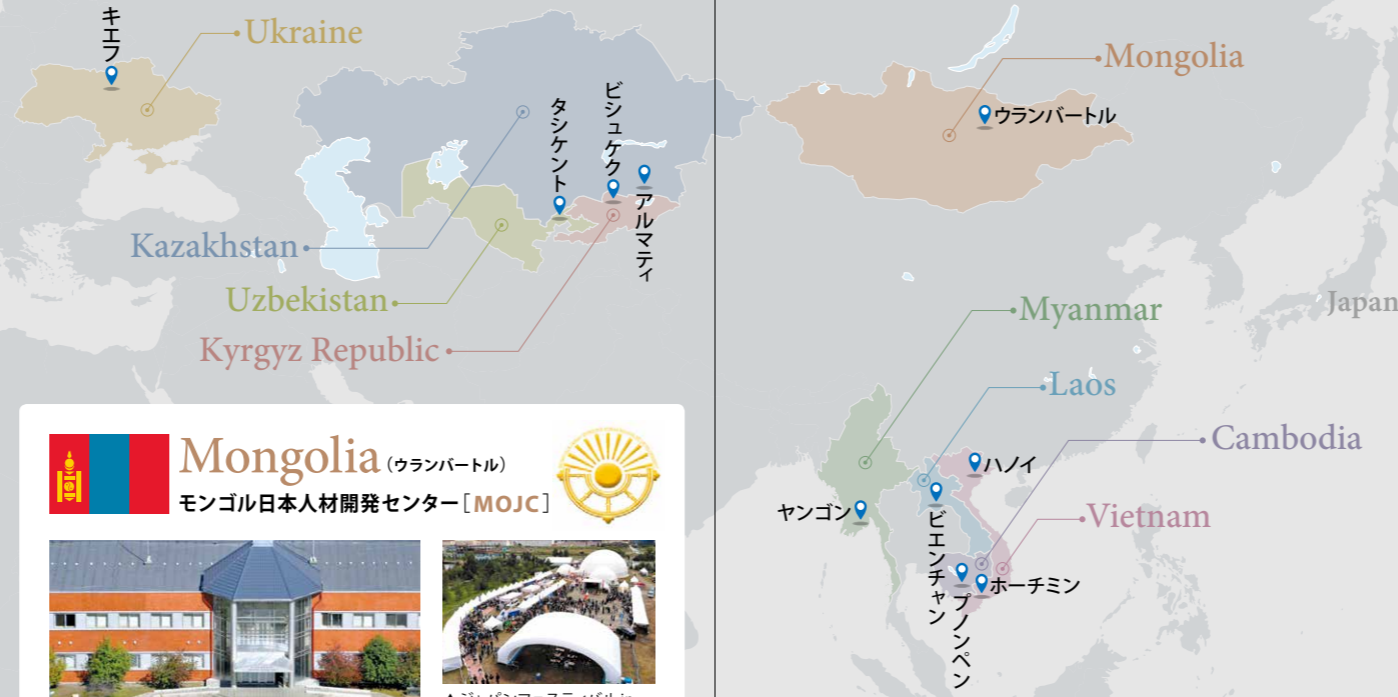 キエフ
Ukraine
タシケント
ビシュケク
アルマティ
Kazakhstan
Uzbekistan
Kyrgyz Republic
Mongolia（ウランバートル）
モンゴル日本人材開発センター［MOJC］
Mongolia
ウランバートル
Japan
Myanmar
Laos
Cambodia
ハノイ
ヤンゴン
ビエンチャン
Vietnam
ホーチミン
プノンペン